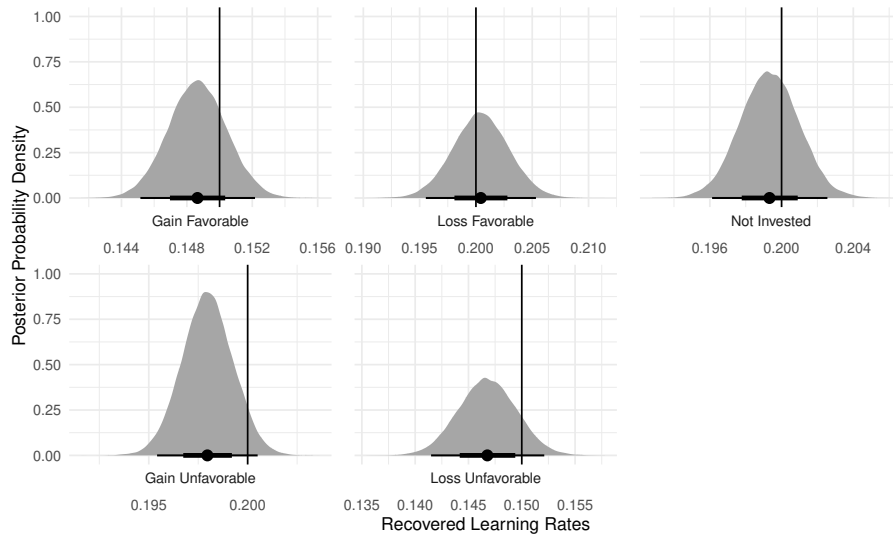 1.00
0.75
0.50
0.25
0.00
Gain Favorable
Loss Favorable
Not Invested
0.144 0.148 0.152 0.156
0.190 0.195 0.200 0.205 0.210
0.196 0.200 0.204
Posterior Probability Density
1.00
0.75
0.50
0.25
0.00
Gain Unfavorable
Loss Unfavorable
0.195 0.200
0.135 0.140 0.145 0.150 0.155
Recovered Learning Rates